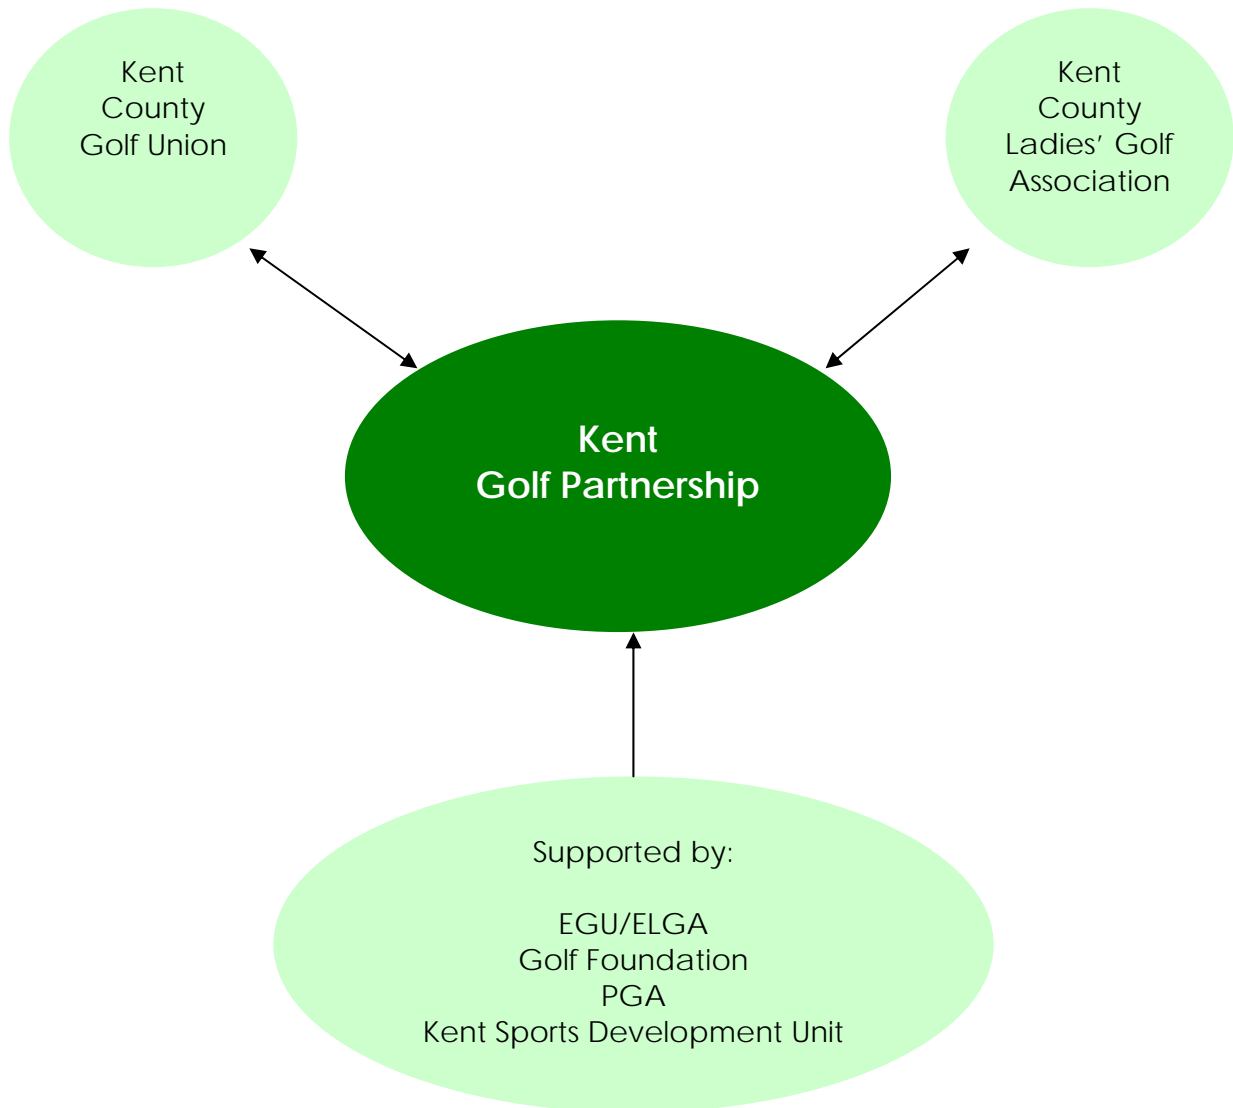 Kent
County
Golf Union
Kent
County
Ladies’ Golf
Association
Kent
Golf Partnership
Supported by:
EGU/ELGA
Golf Foundation
PGA
Kent Sports Development Unit